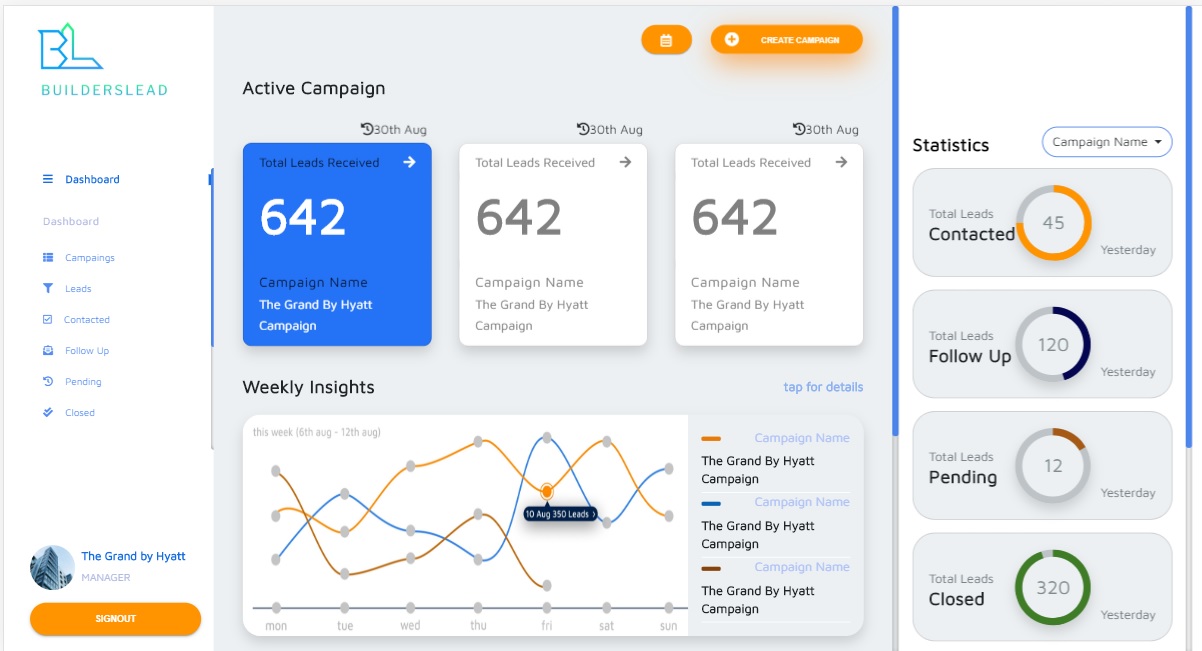 BUILDERSLEAD
Dashboard
Dashboard
Campaings
Leads
Contacted
Follow Up
Pending
Closed
The Grand by Hyatt
MANAGER
SIGNOUT
CREATE CAMPAIGN
Active Campaign
30th Aug
Total Leads Received
642
Campaign Name
The Grand By Hyatt
Campaign
30th Aug
Total Leads Received
642
Campaign Name
The Grand By Hyatt
Campaign
30th Aug
Total Leads Received
642
Campaign Name
The Grand By Hyatt
Campaign
Weekly Insights
tap for details
this week (6th aug - 12th aug)
10 Aug 350 Leads
mon tue wed thu fri sat sun
Campaign Name
The Grand By Hyatt
Campaign
Campaign Name
The Grand By Hyatt
Campaign
Campaign Name
The Grand By Hyatt
Campaign
Statistics
Campaign Name
Total Leads
Contacted
45
Yesterday
Total Leads
Follow Up
120
Yesterday
Total Leads
Pending
12
Yesterday
Total Leads
Closed
320
Yesterday